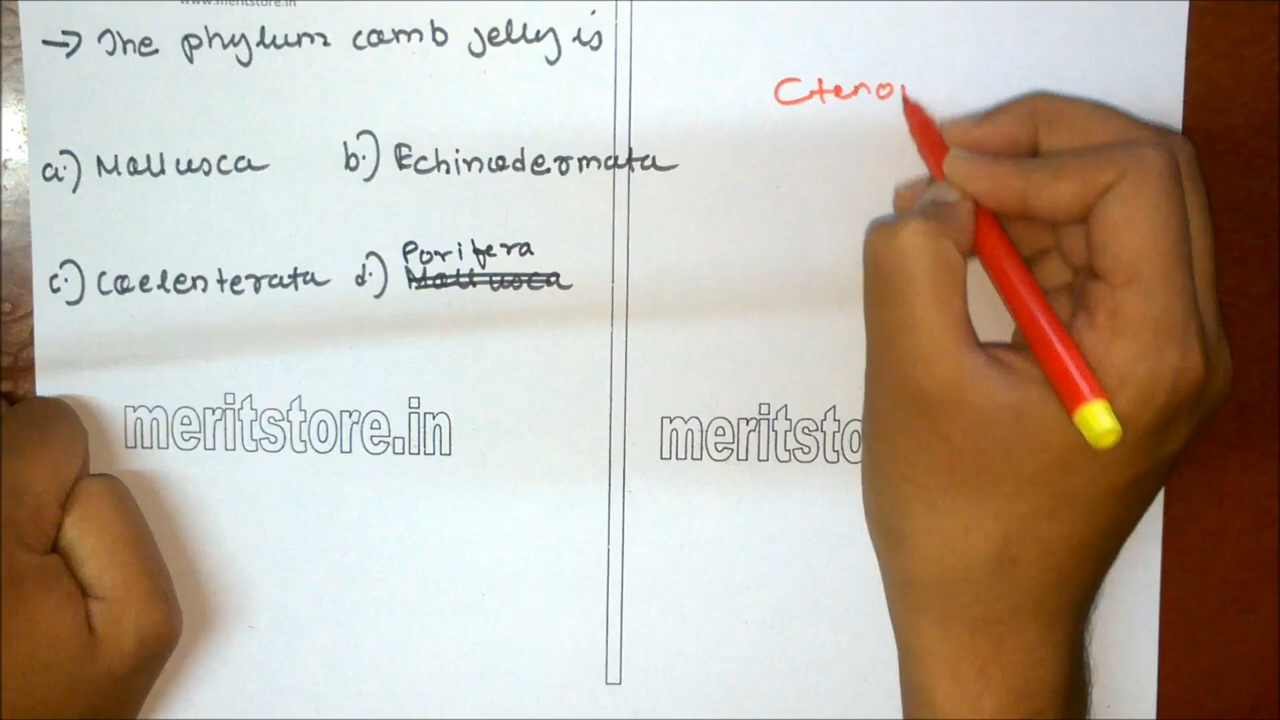 www.meritstore.in
→ The phylum comb jelly is
a.) Mollusca b.) Echinodermata
c.) Coelenterata d.) Porifera
Mollusca
Cteno
meritstore.in
meritsto